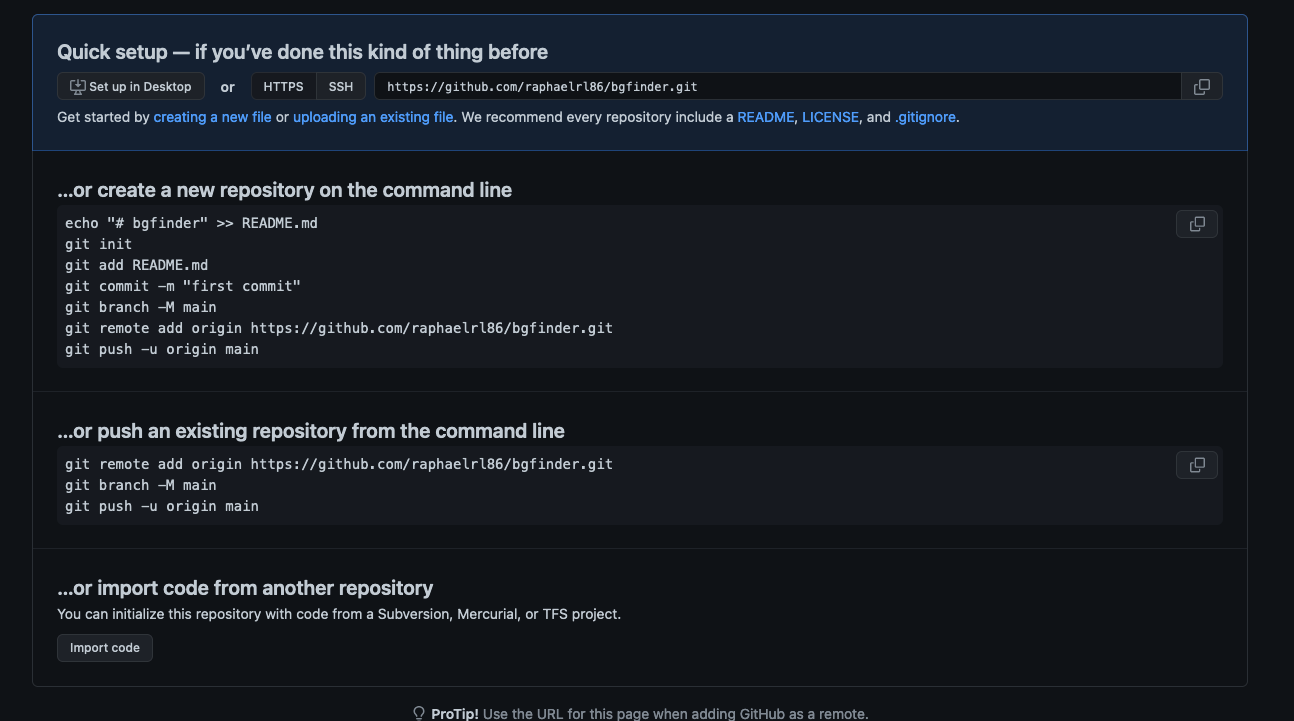 Quick setup — if you’ve done this kind of thing before
Set up in Desktop or HTTPS SSH https://github.com/raphaelrl86/bgfinder.git
Get started by creating a new file or uploading an existing file. We recommend every repository include a README, LICENSE, and .gitignore.
…or create a new repository on the command line
echo "# bgfinder" >> README.md
git init
git add README.md
git commit -m "first commit"
git branch -M main
git remote add origin https://github.com/raphaelrl86/bgfinder.git
git push -u origin main
…or push an existing repository from the command line
git remote add origin https://github.com/raphaelrl86/bgfinder.git
git branch -M main
git push -u origin main
…or import code from another repository
You can initialize this repository with code from a Subversion, Mercurial, or TFS project.
Import code
ProTip! Use the URL for this page when adding GitHub as a remote.